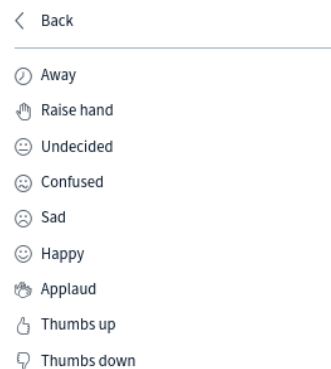 Back
Away
Raise hand
Undecided
Confused
Sad
Happy
Applaud
Thumbs up
Thumbs down